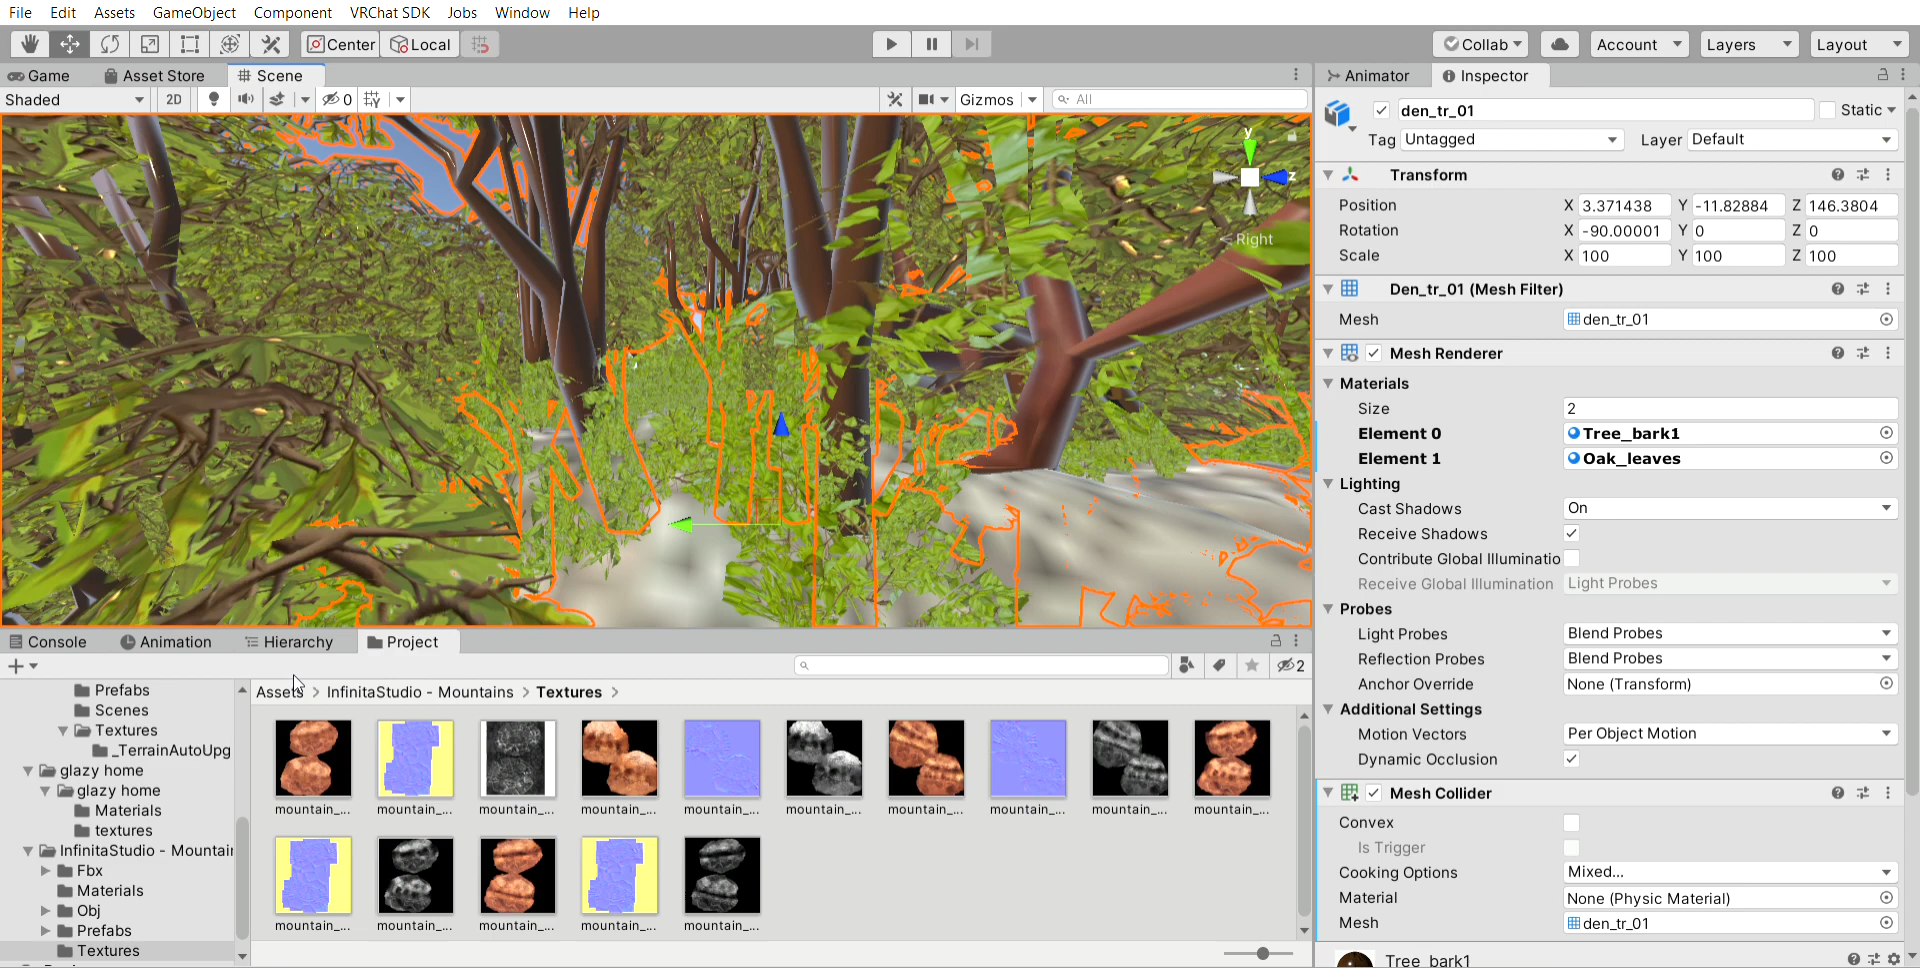 File Edit Assets GameObject Component VRChat SDK Jobs Window Help
Center Local Collab Account Layers Layout
Game Asset Store Scene
Shaded 2D 0 Gizmos All
y
z
Right
Console Animation Hierarchy Project
2
Prefabs
Scenes
Textures
_TerrainAutoUpg
glazy home
glazy home
Materials
textures
InfinitaStudio - Mountain
Fbx
Materials
Obj
Prefabs
Textures
Assets > InfinitaStudio - Mountains > Textures >
mountain_... mountain_... mountain_... mountain_... mountain_... mountain_... mountain_... mountain_... mountain_... mountain_...
mountain_... mountain_... mountain_... mountain_... mountain_...
Animator Inspector
den_tr_01 Static
Tag Untagged Layer Default
Transform
Position X 3.371438 Y -11.82884 Z 146.3804
Rotation X -90.00001 Y 0 Z 0
Scale X 100 Y 100 Z 100
Den_tr_01 (Mesh Filter)
Mesh den_tr_01
Mesh Renderer
Materials
Size 2
Element 0 Tree_bark1
Element 1 Oak_leaves
Lighting
Cast Shadows On
Receive Shadows
Contribute Global Illuminatio
Receive Global Illumination Light Probes
Probes
Light Probes Blend Probes
Reflection Probes Blend Probes
Anchor Override None (Transform)
Additional Settings
Motion Vectors Per Object Motion
Dynamic Occlusion
Mesh Collider
Convex
Is Trigger
Cooking Options Mixed...
Material None (Physic Material)
Mesh den_tr_01
Tree_bark1